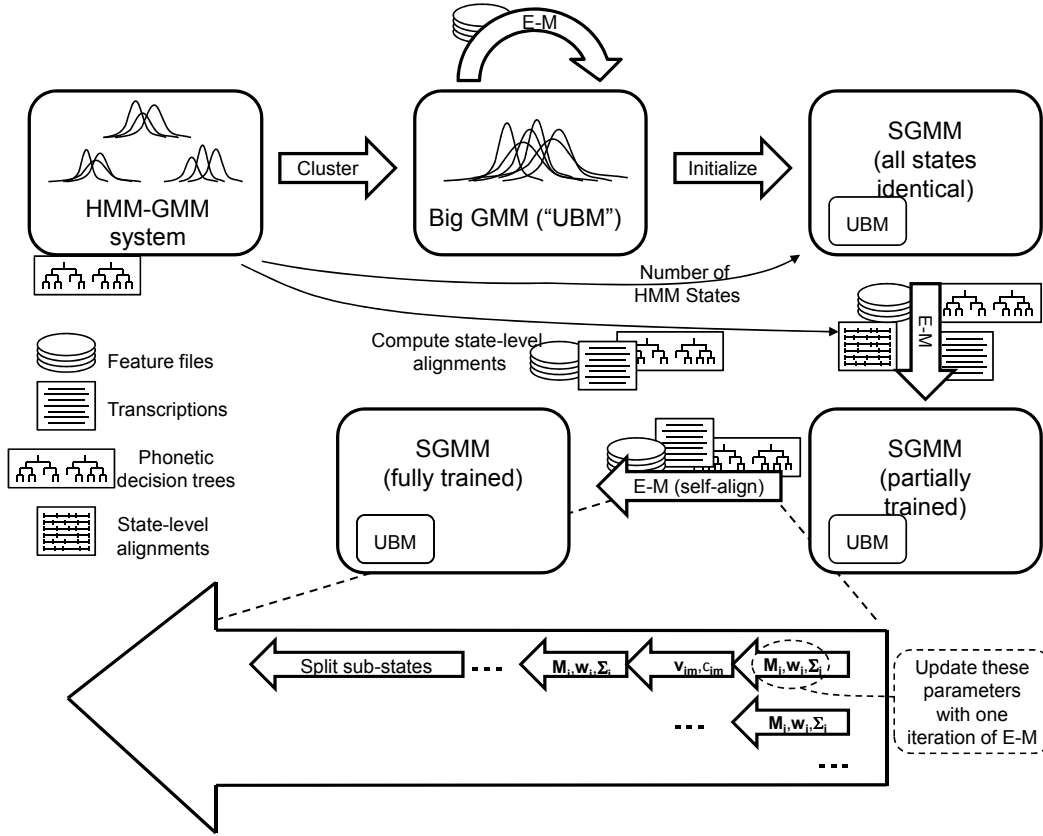 E-M
HMM-GMM
system
Cluster
Big GMM (“UBM”)
Initialize
SGMM
(all states
identical)
UBM
Number of
HMM States
Compute state-level
alignments
E-M
Feature files
Transcriptions
Phonetic
decision trees
State-level
alignments
SGMM
(fully trained)
UBM
E-M (self-align)
SGMM
(partially
trained)
UBM
Split sub-states
Mi,wi,Σi
vjm,cjm
Mi,wi,Σi
Mi,wi,Σi
Update these
parameters
with one
iteration of E-M